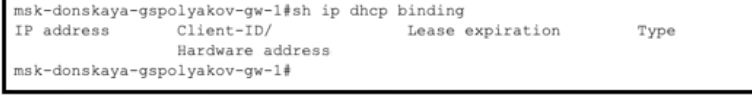 msk-donskaya-gspolyakov-gw-1#sh ip dhcp binding
IP address Client-ID/ Lease expiration Type
Hardware address
msk-donskaya-gspolyakov-gw-1#